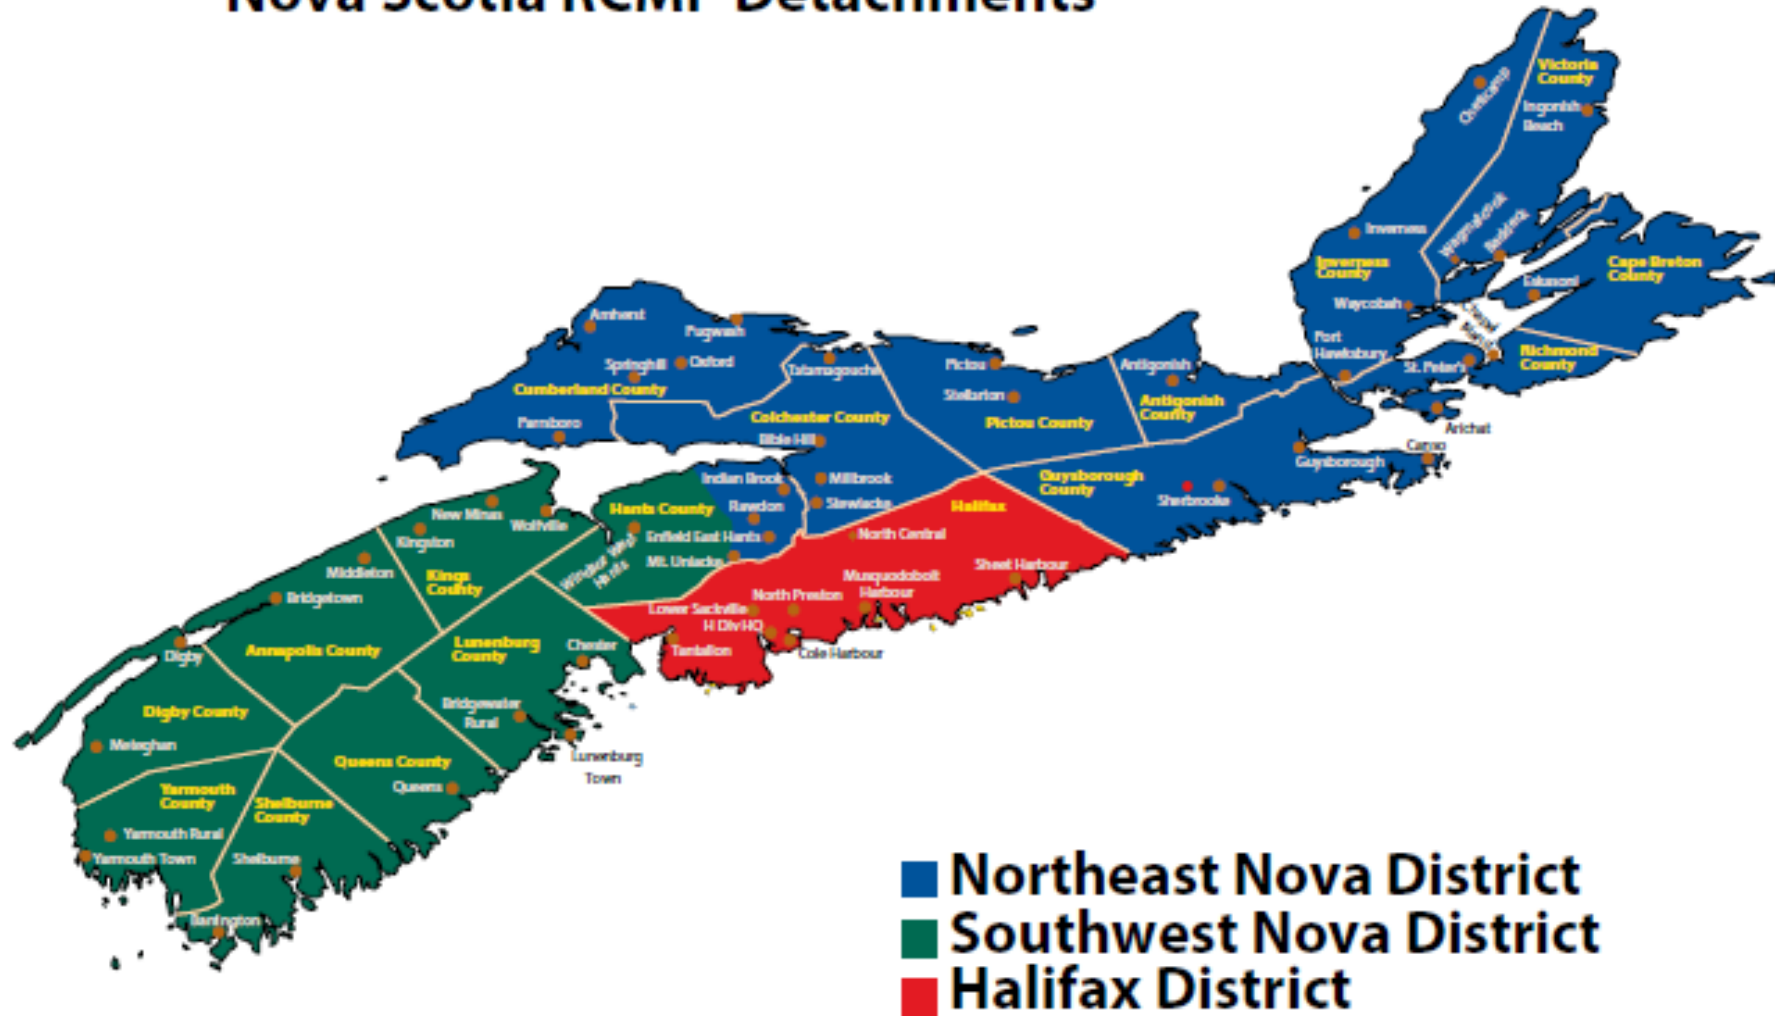 Nova Scotia RCMP Detachments
Victoria
County
Cheticamp
Ingonish
Beach
Wagmatcook
Baddeck
Inverness
Inverness
County
Cape Breton
County
Eskasoni
Waycobah
Chapel
Island
Port
Hawksbury
St. Peter's
Richmond
County
Arichat
Canso
Amherst
Pugwash
Springhill
Oxford
Cumberland County
Parrsboro
Tatamagouche
Colchester County
Bible Hill
Pictou
Stellarton
Pictou County
Antigonish
Antigonish
County
Guysborough
Guysborough
County
Sherbrooke
Indian Brook
Millbrook
Rawdon
Stewiacke
Enfield East Hants
Mt. Uniacke
Hants County
Windsor West
Hants
Halifax
North Central
Sheet Harbour
Musquodoboit
Harbour
North Preston
Lower Sackville
H Div HQ
Tantallon
Cole Harbour
New Minas
Wolfville
Kingston
Kings
County
Middleton
Bridgetown
Digby
Annapolis County
Lunenburg
County
Chester
Bridgewater
Rural
Lunenburg
Town
Digby County
Meteghan
Queens County
Queens
Yarmouth
County
Shelburne
County
Yarmouth Rural
Yarmouth Town
Shelburne
Barrington
Northeast Nova District
Southwest Nova District
Halifax District